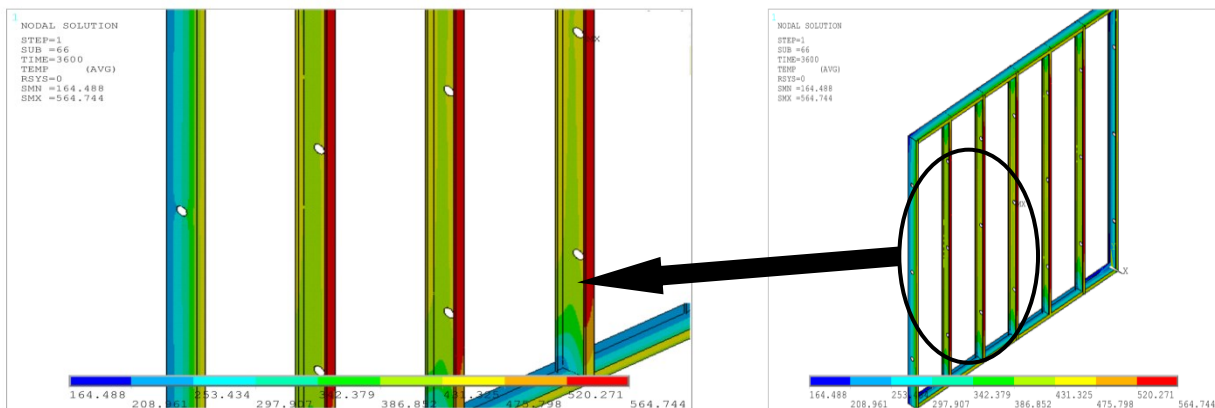 1
NODAL SOLUTION
STEP=1
SUB =66
TIME=3600
TEMP (AVG)
RSYS=0
SMN =164.488
SMX =564.744
X
164.488 253.434 342.379 431.325 520.271
208.961 297.907 386.852 475.798 564.744
1
NODAL SOLUTION
STEP=1
SUB =66
TIME=3600
TEMP (AVG)
RSYS=0
SMN =164.488
SMX =564.744
MX
X
164.488 253.434 342.379 431.325 520.271
208.961 297.907 386.852 475.798 564.744